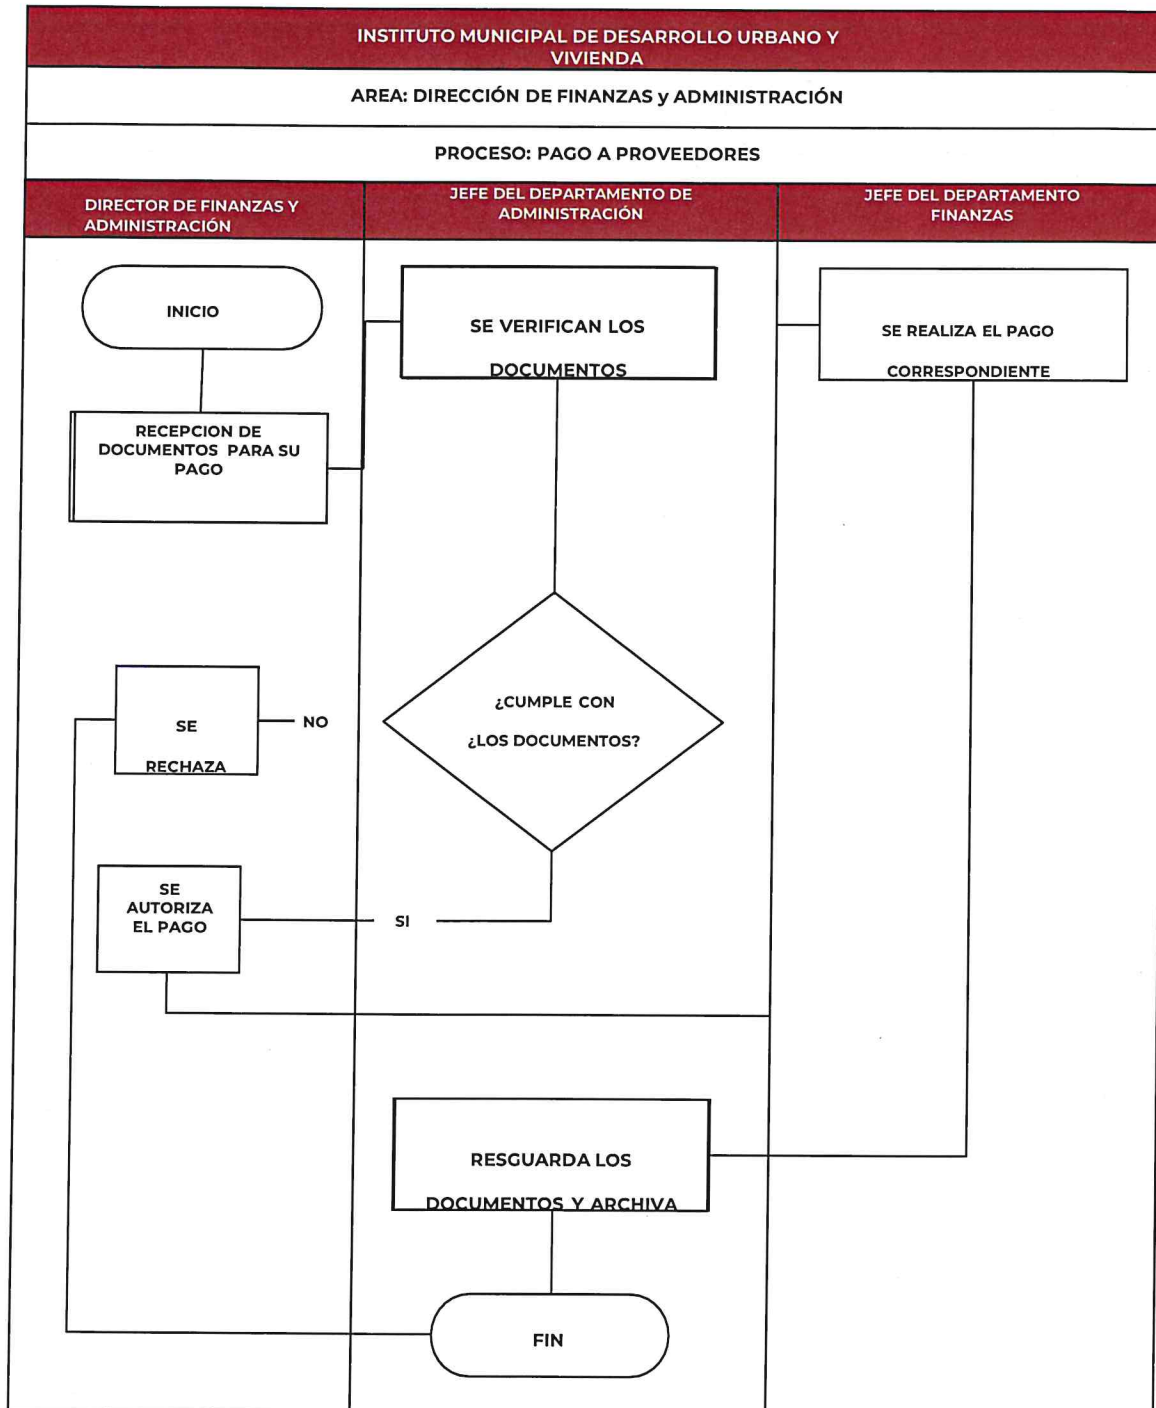 INSTITUTO MUNICIPAL DE DESARROLLO URBANO Y
VIVIENDA
AREA: DIRECCIÓN DE FINANZAS y ADMINISTRACIÓN
PROCESO: PAGO A PROVEEDORES
DIRECTOR DE FINANZAS Y
ADMINISTRACIÓN
JEFE DEL DEPARTAMENTO DE
ADMINISTRACIÓN
JEFE DEL DEPARTAMENTO
FINANZAS
INICIO
SE VERIFICAN LOS
DOCUMENTOS
SE REALIZA EL PAGO
CORRESPONDIENTE
RECEPCION DE
DOCUMENTOS PARA SU
PAGO
¿CUMPLE CON
¿LOS DOCUMENTOS?
SE
RECHAZA
NO
SE
AUTORIZA
EL PAGO
SI
RESGUARDA LOS
DOCUMENTOS Y ARCHIVA
FIN